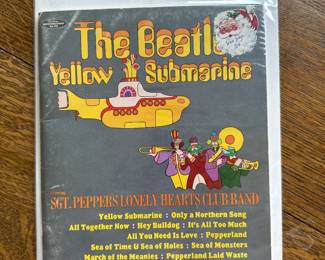 The Beatle
Yellow Submarine
SGT. PEPPER'S LONELY HEARTS CLUB BAND
Yellow Submarine : Only a Northern Song
All Together Now : Hey Bulldog : It's All Too Much
All You Need Is Love : Pepperland
Sea of Time & Sea of Holes : Sea of Monsters
March of the Meanies : Pepperland Laid Waste